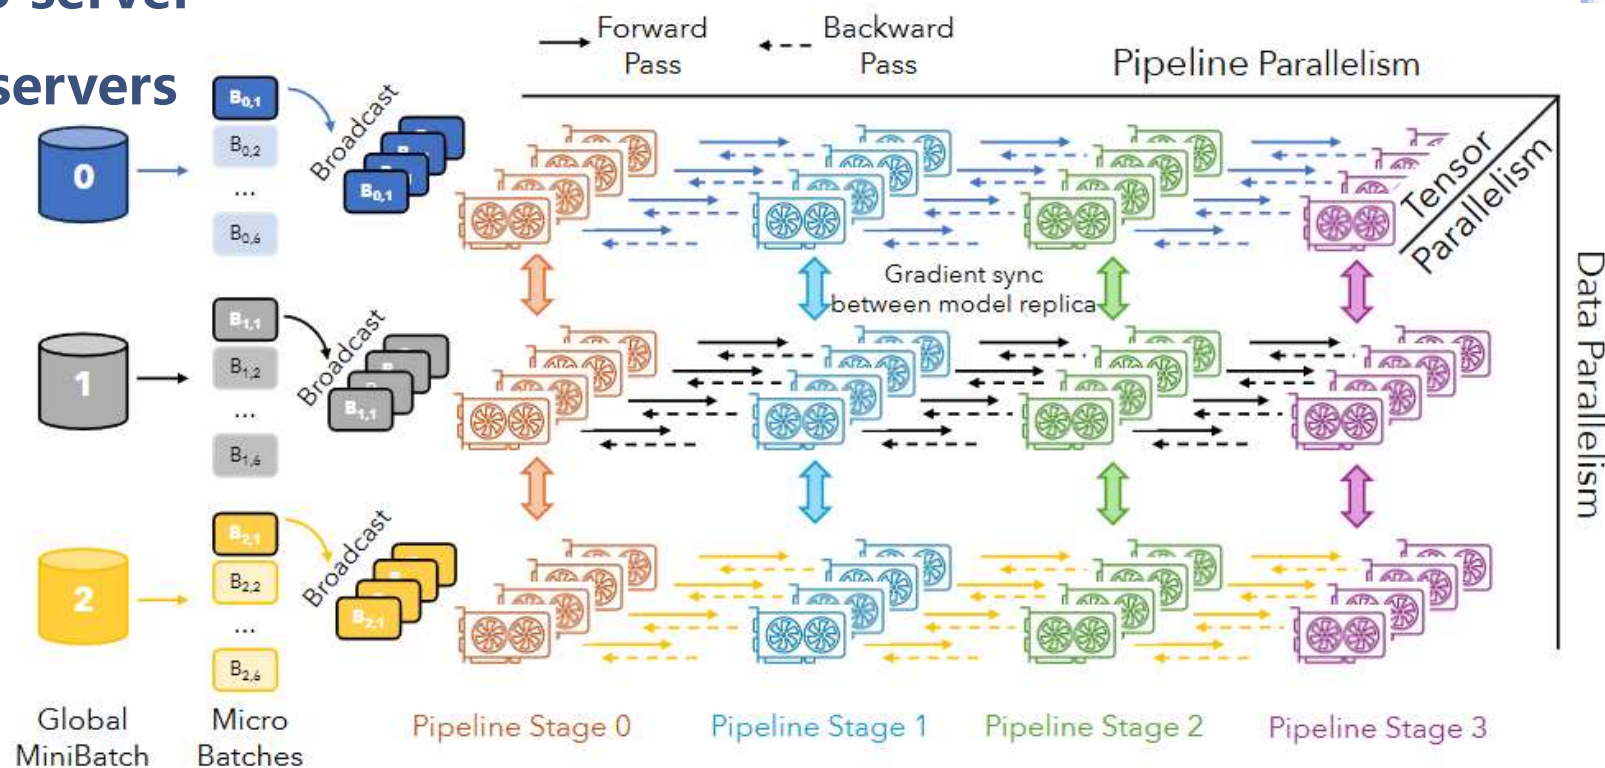 server
servers
Forward
Pass
Backward
Pass
Pipeline Parallelism
Tensor
Parallelism
Data Parallelism
0
B0,1
B0,2
...
B0,6
Broadcast
B0,1
Gradient sync
between model replica
1
B1,1
B1,2
...
B1,6
Broadcast
B1,1
2
B2,1
B2,2
...
B2,6
Broadcast
B2,1
Global
MiniBatch
Micro
Batches
Pipeline Stage 0
Pipeline Stage 1
Pipeline Stage 2
Pipeline Stage 3